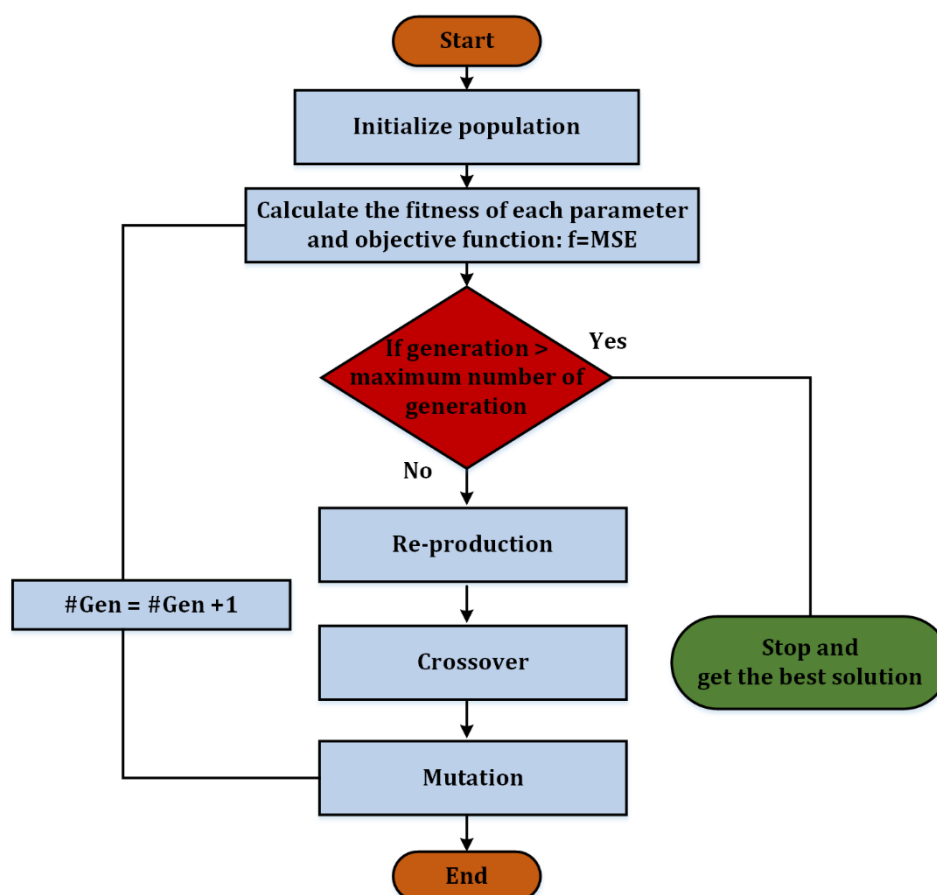 Start
Initialize population
Calculate the fitness of each parameter
and objective function: f=MSE
If generation >
maximum number of
generation
Yes
No
Re-production
#Gen = #Gen +1
Crossover
Stop and
get the best solution
Mutation
End